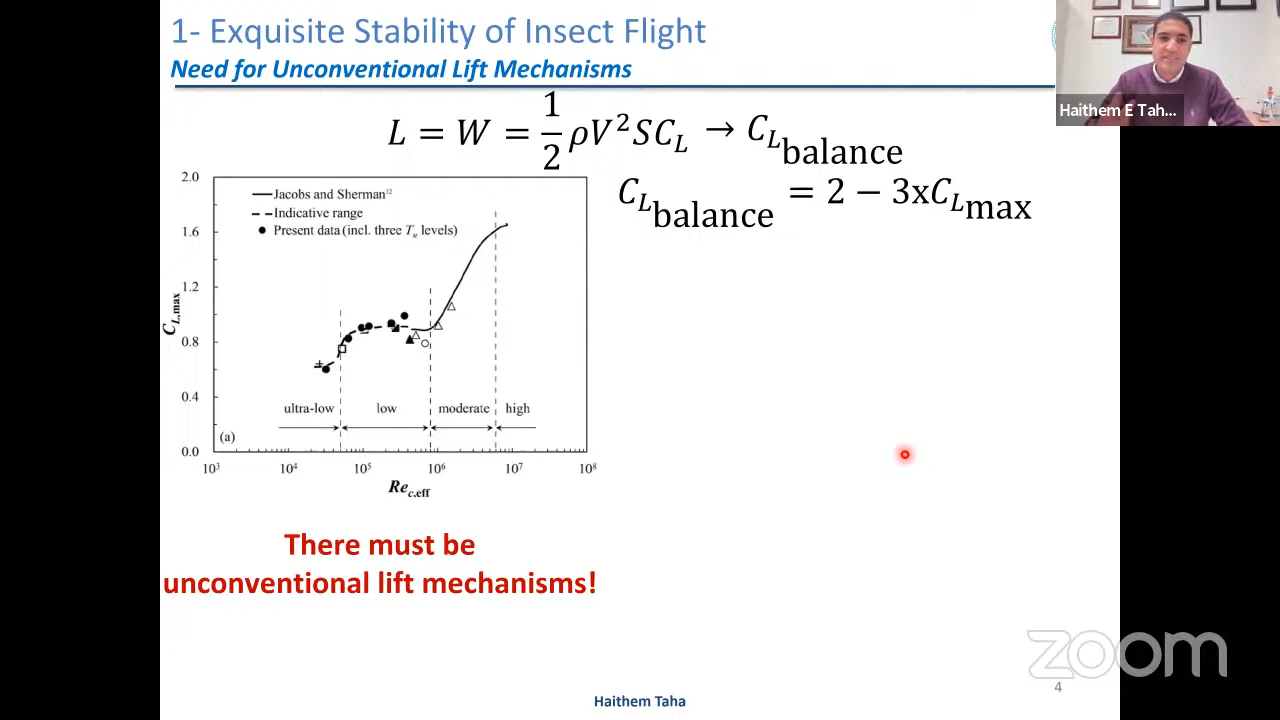 1- Exquisite Stability of Insect Flight
Need for Unconventional Lift Mechanisms
Haithem E Tah...
L = W = 1/2 ρV²SC_L → C_L balance
C_L balance = 2 − 3xC_L max
2.0
1.6
1.2
0.8
0.4
0.0
C_L,max
Jacobs and Sherman³²
Indicative range
Present data (incl. three T_u levels)
ultra-low low moderate high
(a)
10³ 10⁴ 10⁵ 10⁶ 10⁷ 10⁸
Re_c,eff
There must be
unconventional lift mechanisms!
zoom
4
Haithem Taha